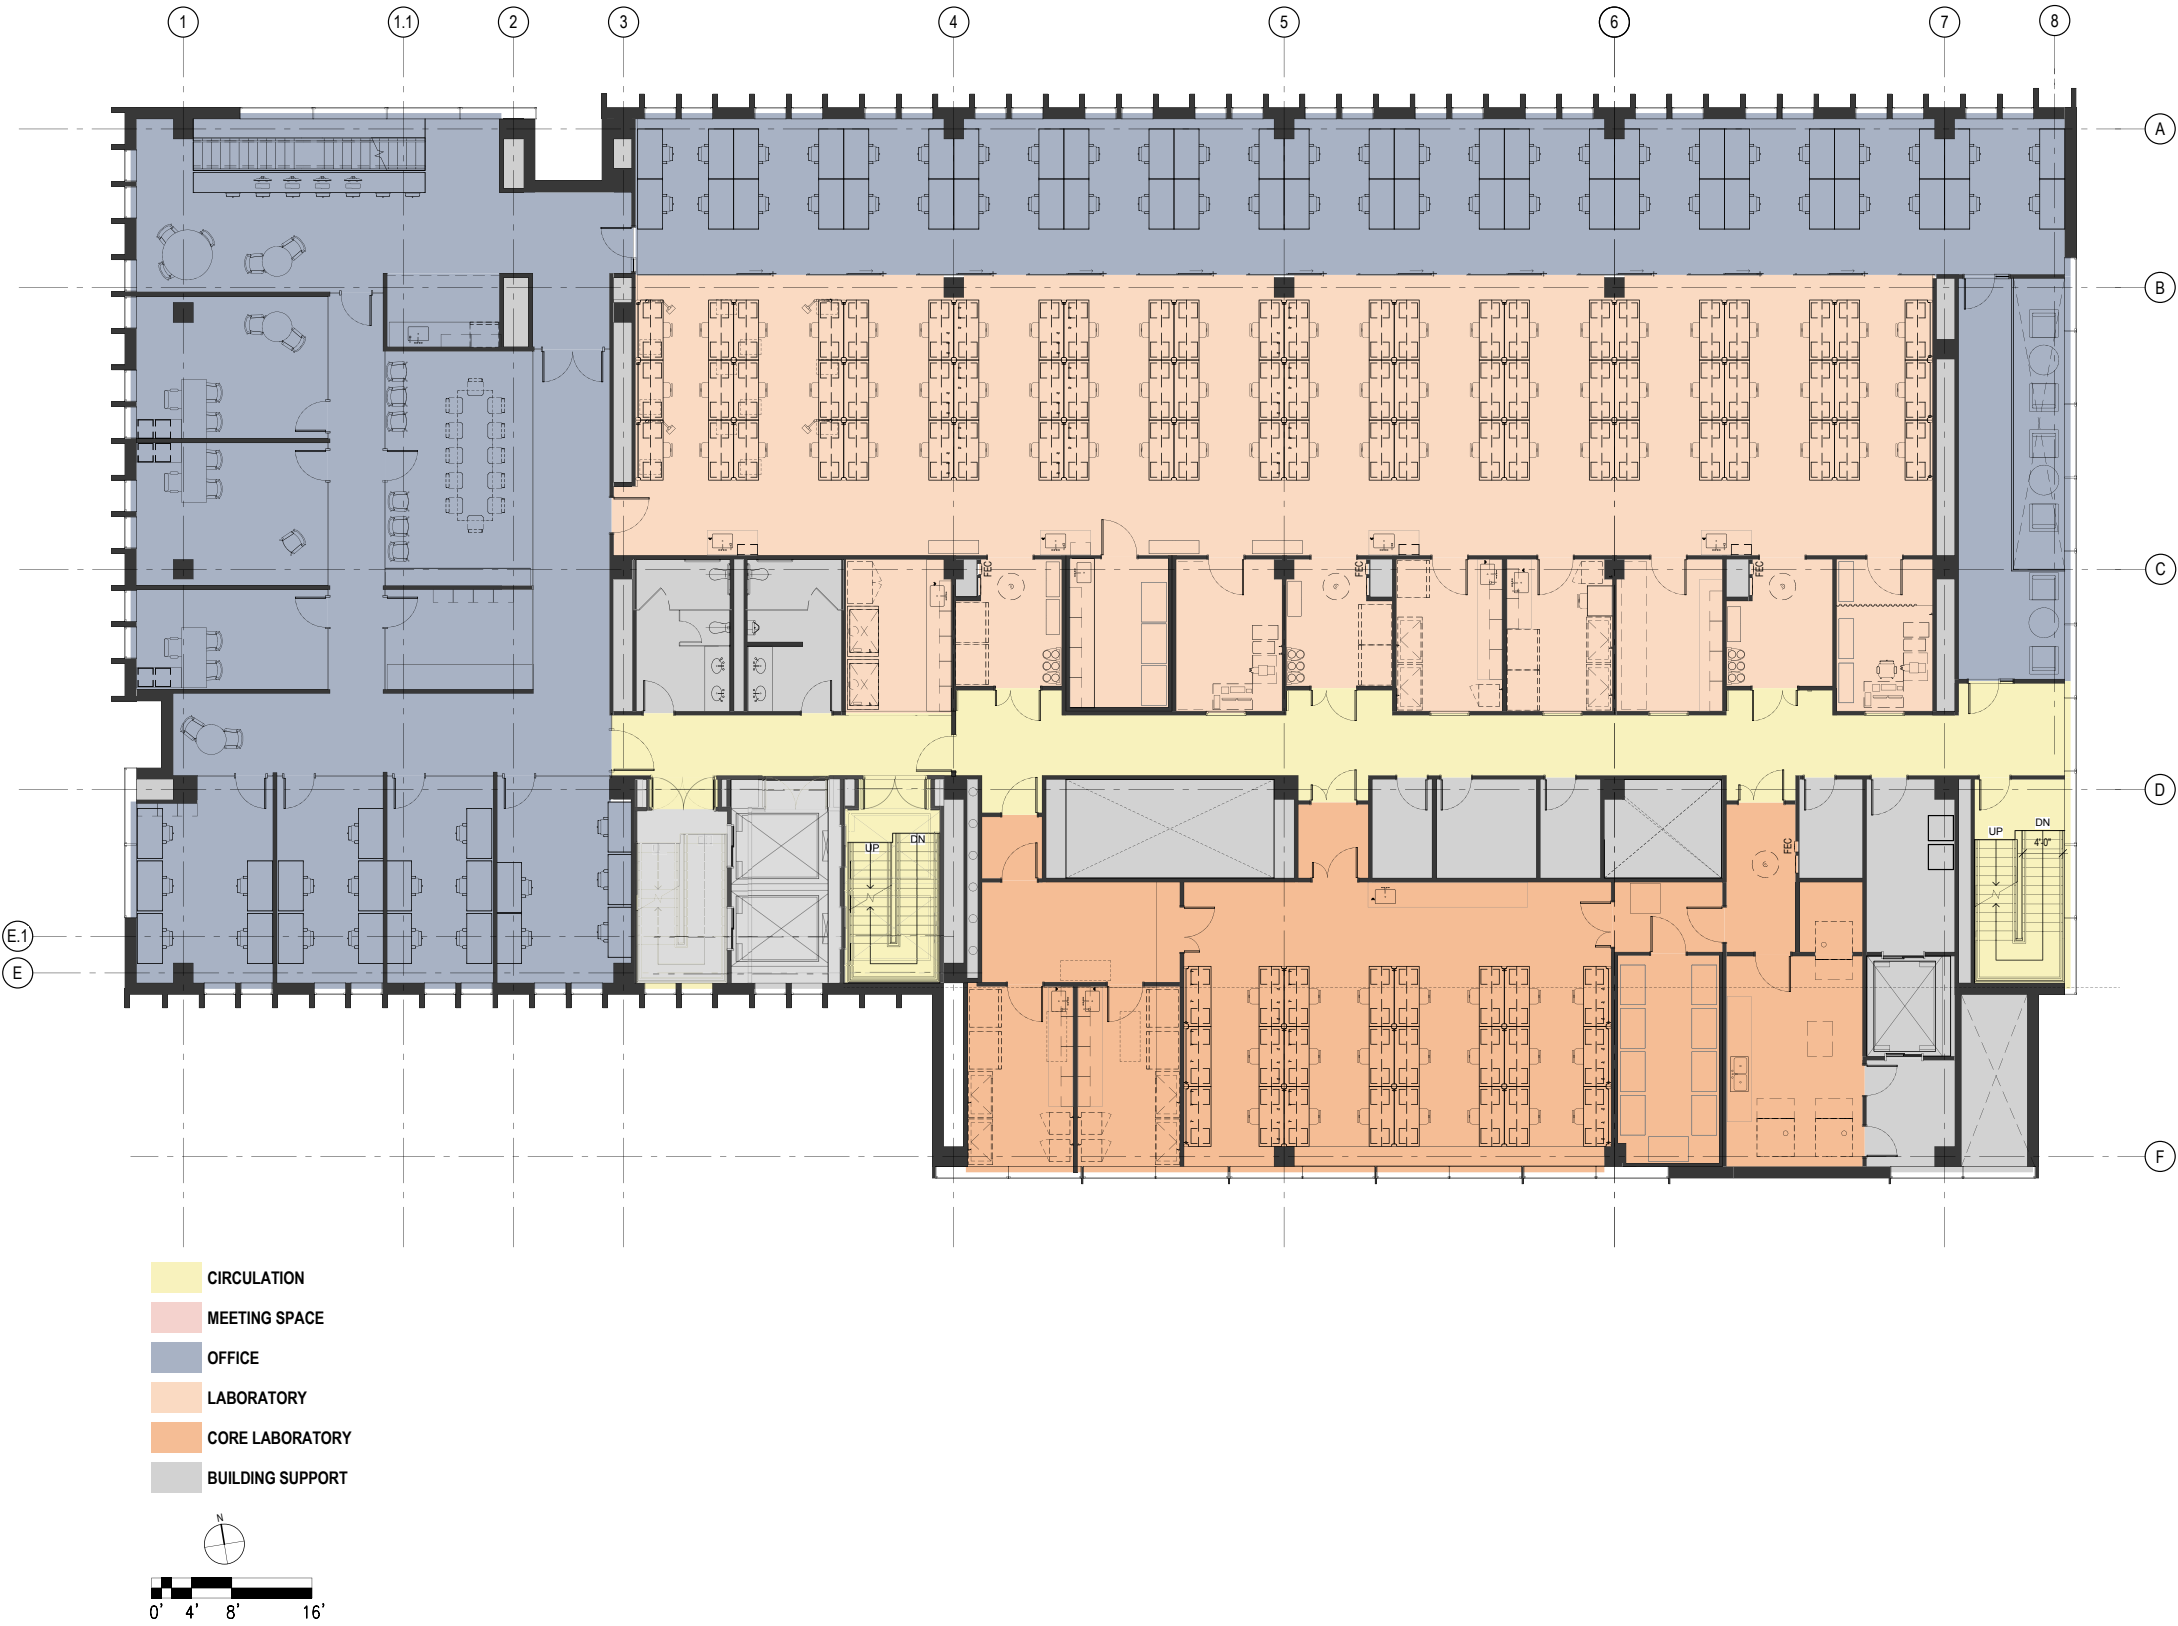 1 1.1 2 3 4 5 6 7 8
A
B
FEC FEC FEC
C
D
UP DN
UP DN
4'-0"
FEC
E.1
E
F
CIRCULATION
MEETING SPACE
OFFICE
LABORATORY
CORE LABORATORY
BUILDING SUPPORT
N
0' 4' 8' 16'